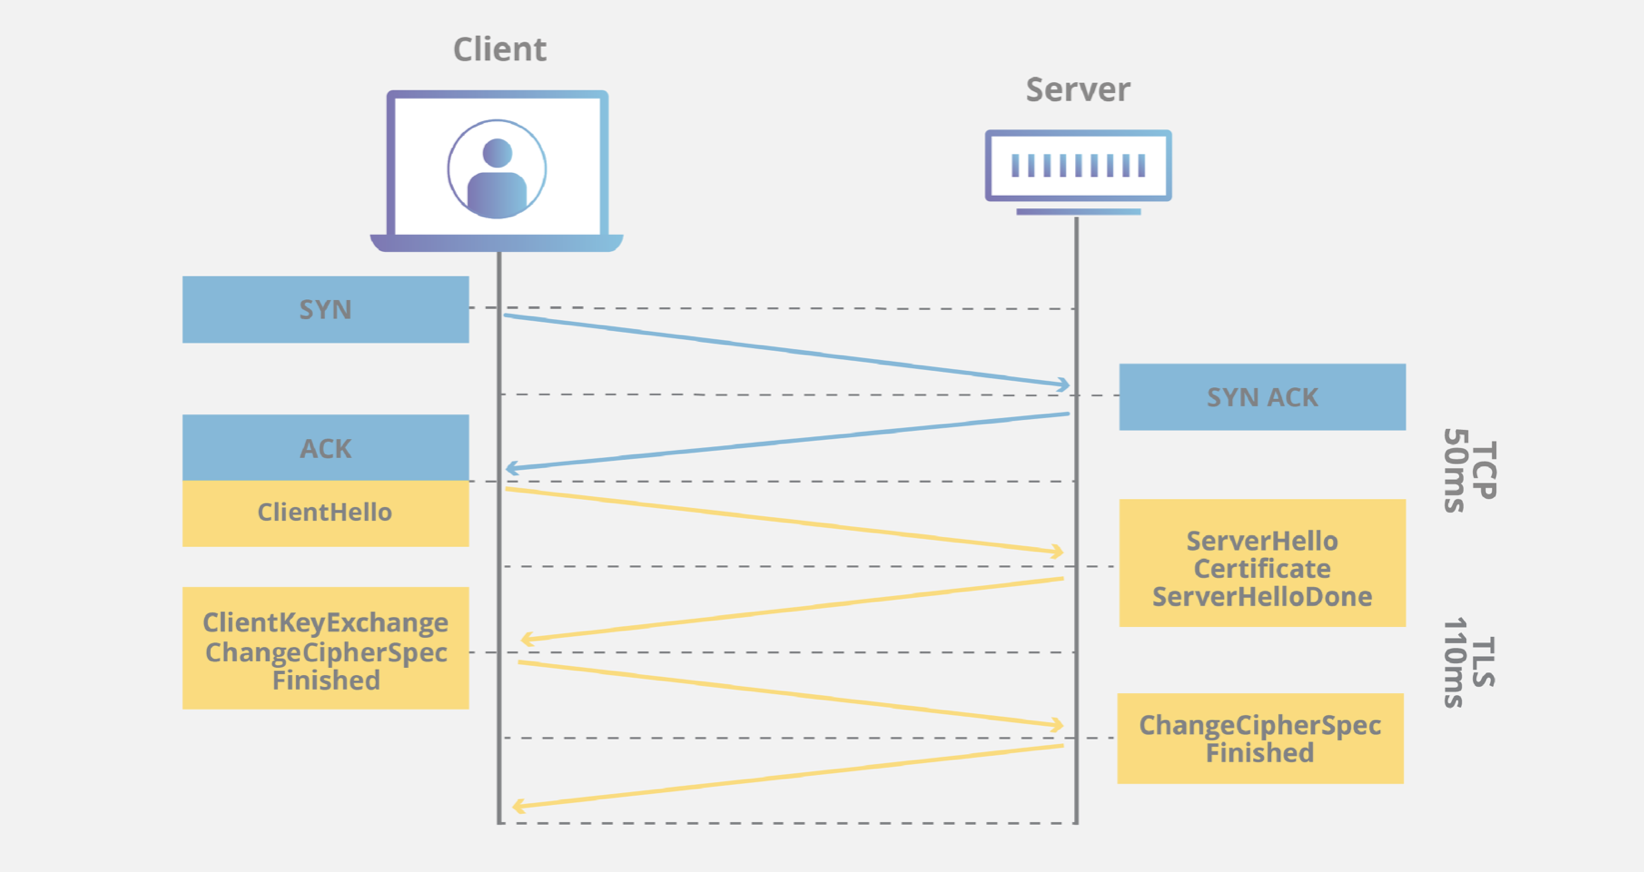 Client
Server
SYN
SYN ACK
ACK
ClientHello
ServerHello
Certificate
ServerHelloDone
ClientKeyExchange
ChangeCipherSpec
Finished
ChangeCipherSpec
Finished
TCP
50ms
TLS
110ms